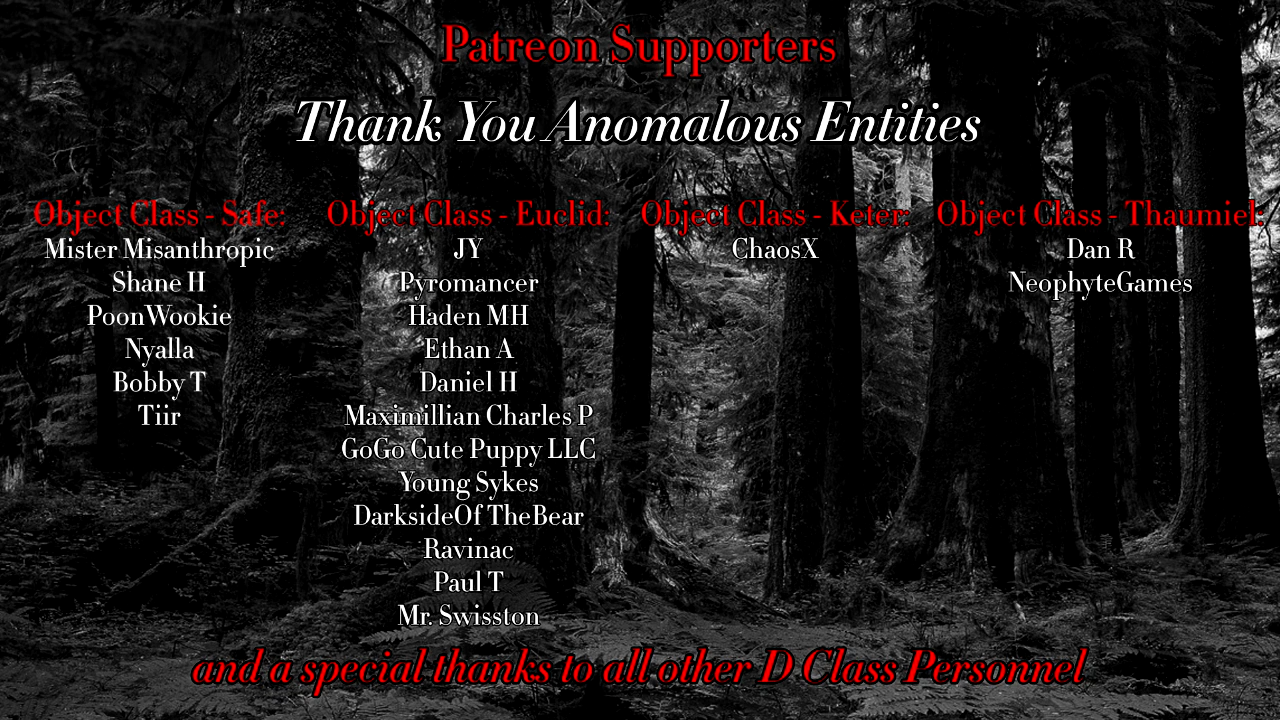 Patreon Supporters
Thank You Anomalous Entities
Object Class - Safe:
Mister Misanthropic
Shane H
PoonWookie
Nyalla
Bobby T
Tiir
Object Class - Euclid:
JY
Pyromancer
Haden MH
Ethan A
Daniel H
Maximillian Charles P
GoGo Cute Puppy LLC
Young Sykes
DarksideOf TheBear
Ravinac
Paul T
Mr. Swisston
Object Class - Keter:
ChaosX
Object Class - Thaumiel:
Dan R
NeophyteGames
and a special thanks to all other D Class Personnel